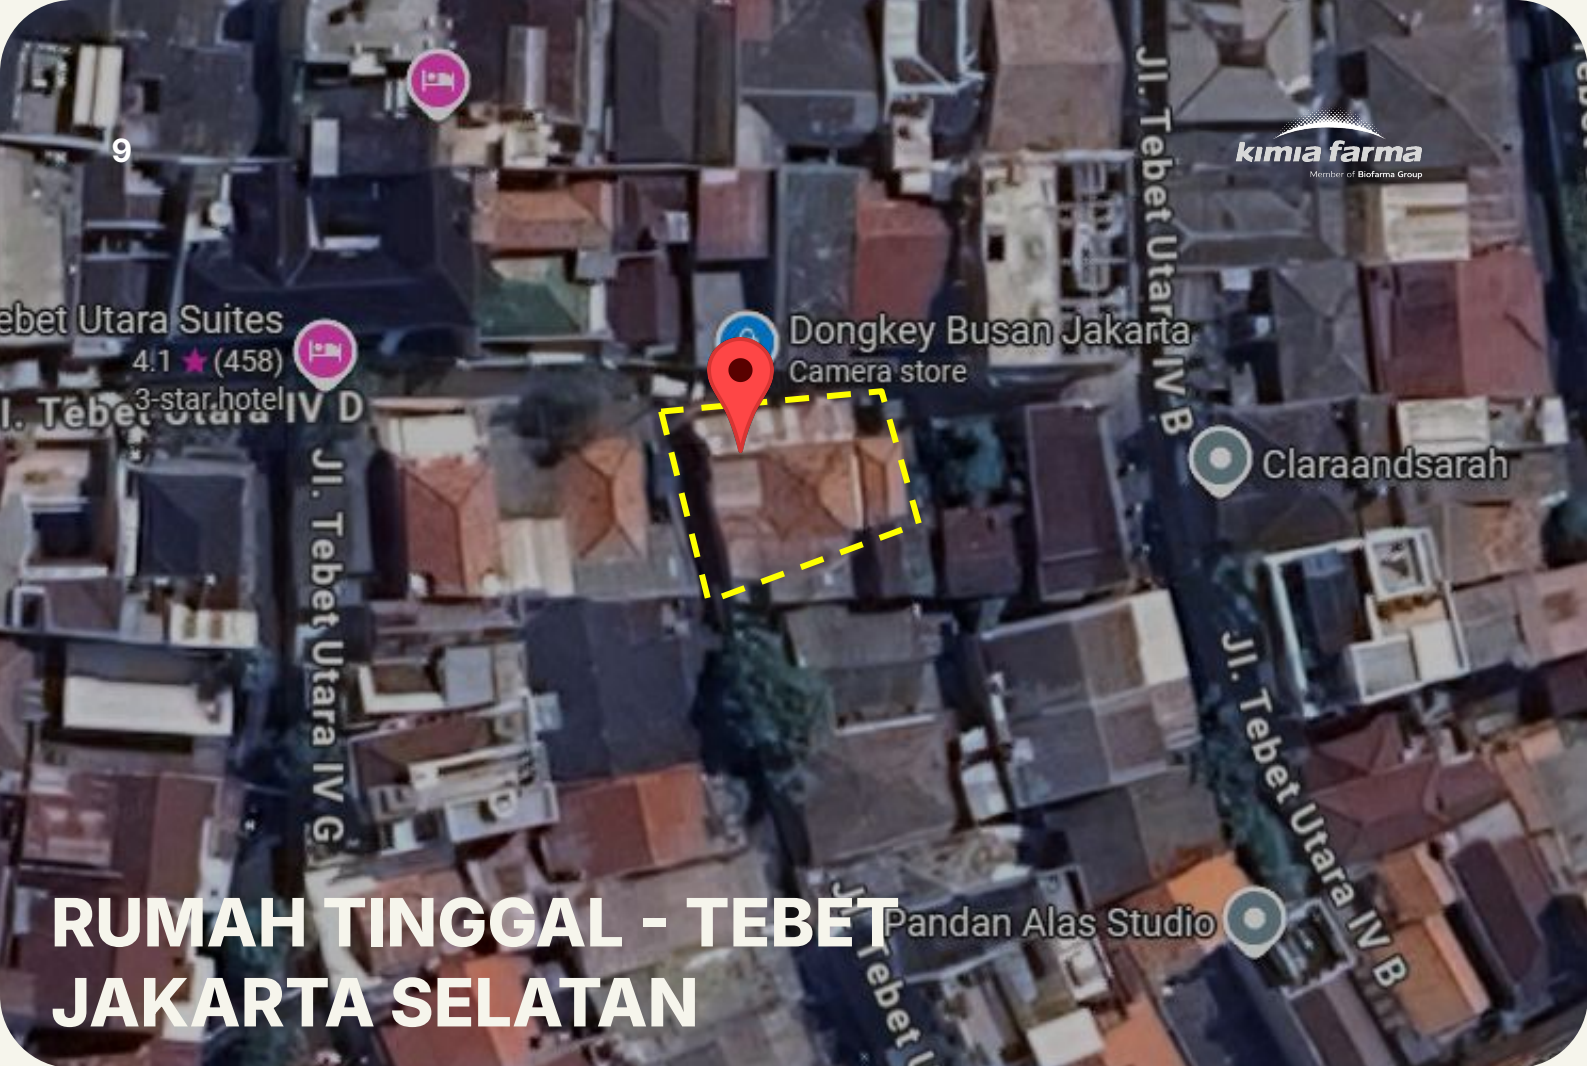 9
kimia farma
Member of Biofarma Group
Jl. Tebet Utara IV B
ebet Utara Suites
4.1 ★ (458)
3-star hotel
l. Tebet Utara IV D
Dongkey Busan Jakarta
Camera store
Claraandsarah
Jl. Tebet Utara IV G
Jl. Tebet Utara IV B
Pandan Alas Studio
Jl. Tebet U
RUMAH TINGGAL - TEBET
JAKARTA SELATAN